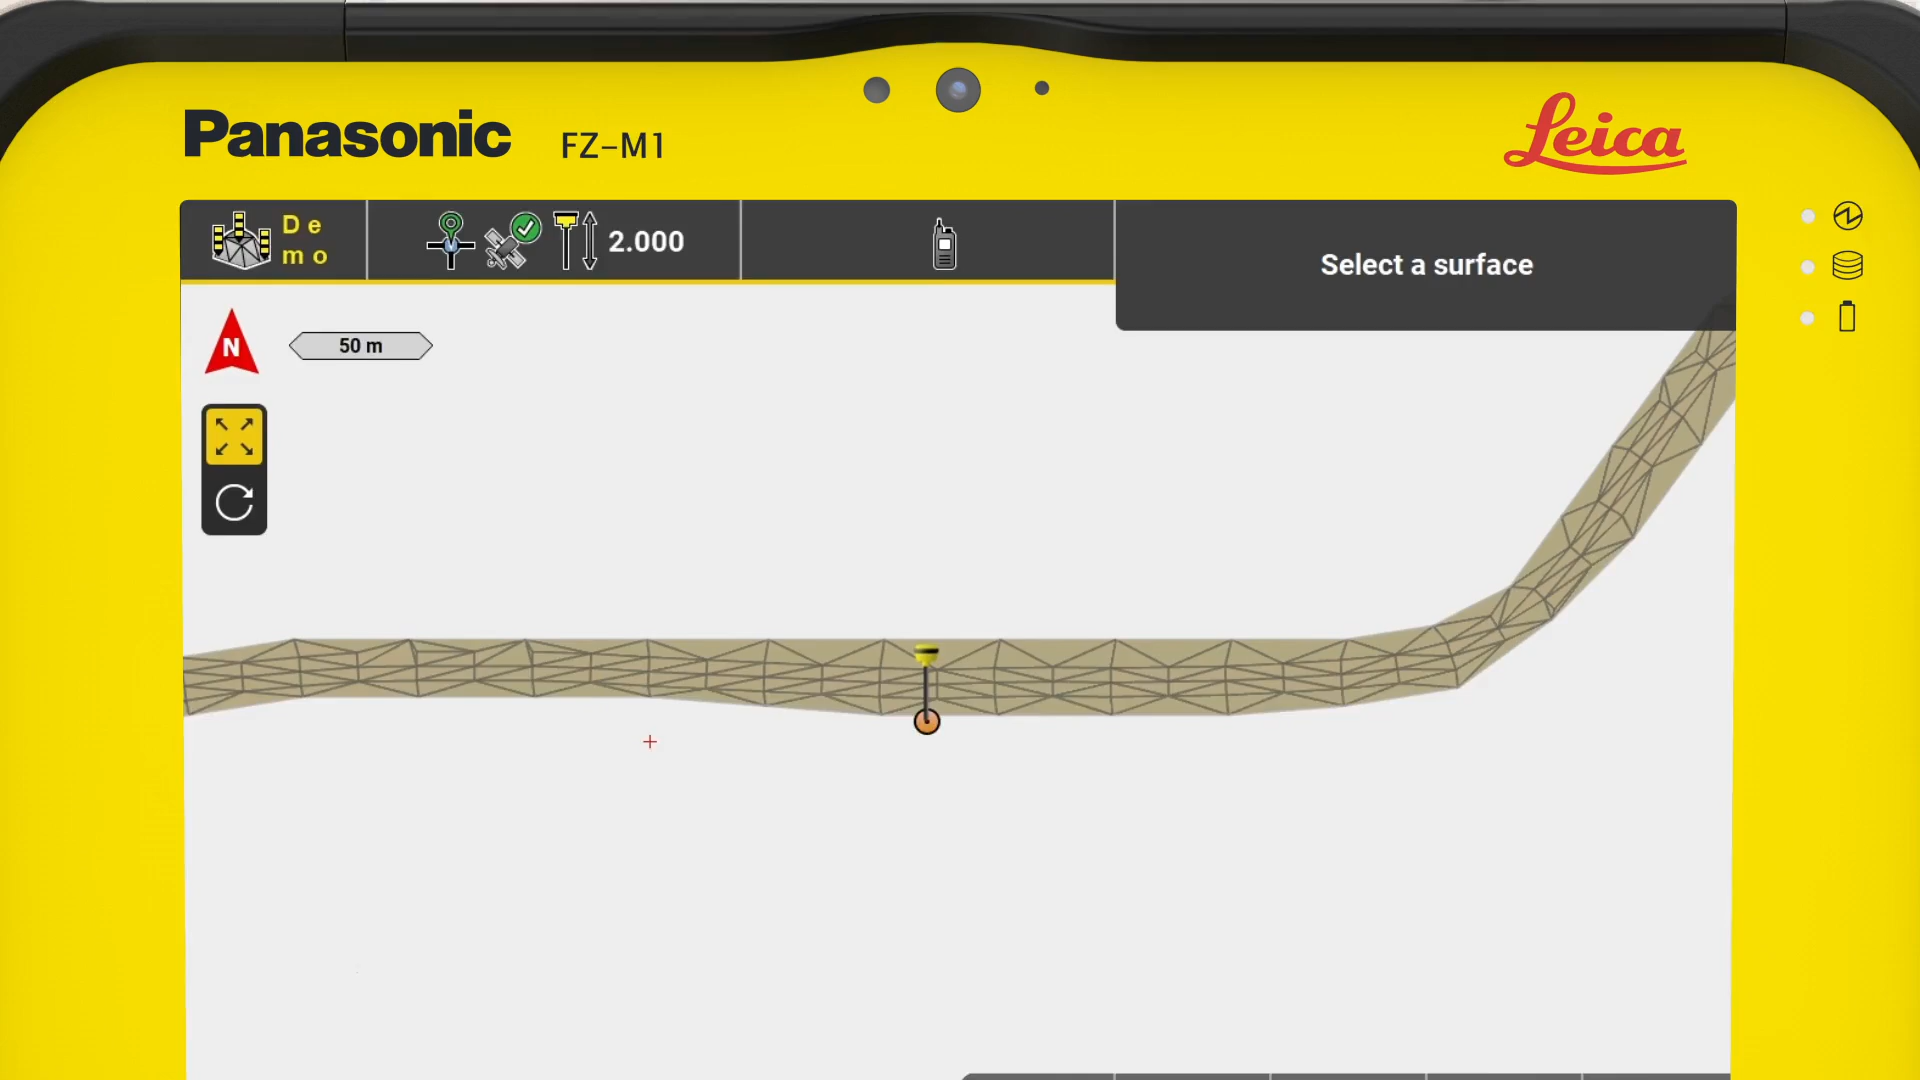 Panasonic FZ-M1
Leica
De
mo
2.000
Select a surface
N
50 m